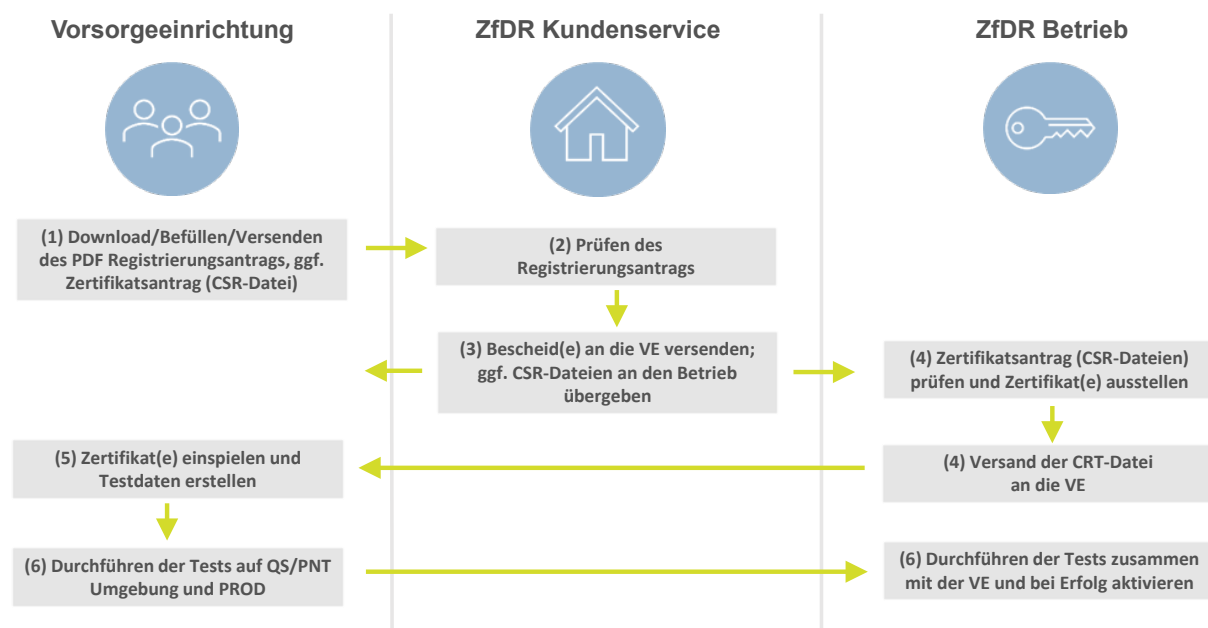 Vorsorgeeinrichtung
ZfDR Kundenservice
ZfDR Betrieb
(1) Download/Befüllen/Versenden
des PDF Registrierungsantrags, ggf.
Zertifikatsantrag (CSR-Datei)
(2) Prüfen des
Registrierungsantrags
(3) Bescheid(e) an die VE versenden;
ggf. CSR-Dateien an den Betrieb
übergeben
(4) Zertifikatsantrag (CSR-Dateien)
prüfen und Zertifikat(e) ausstellen
(4) Versand der CRT-Datei
an die VE
(5) Zertifikat(e) einspielen und
Testdaten erstellen
(6) Durchführen der Tests auf QS/PNT
Umgebung und PROD
(6) Durchführen der Tests zusammen
mit der VE und bei Erfolg aktivieren